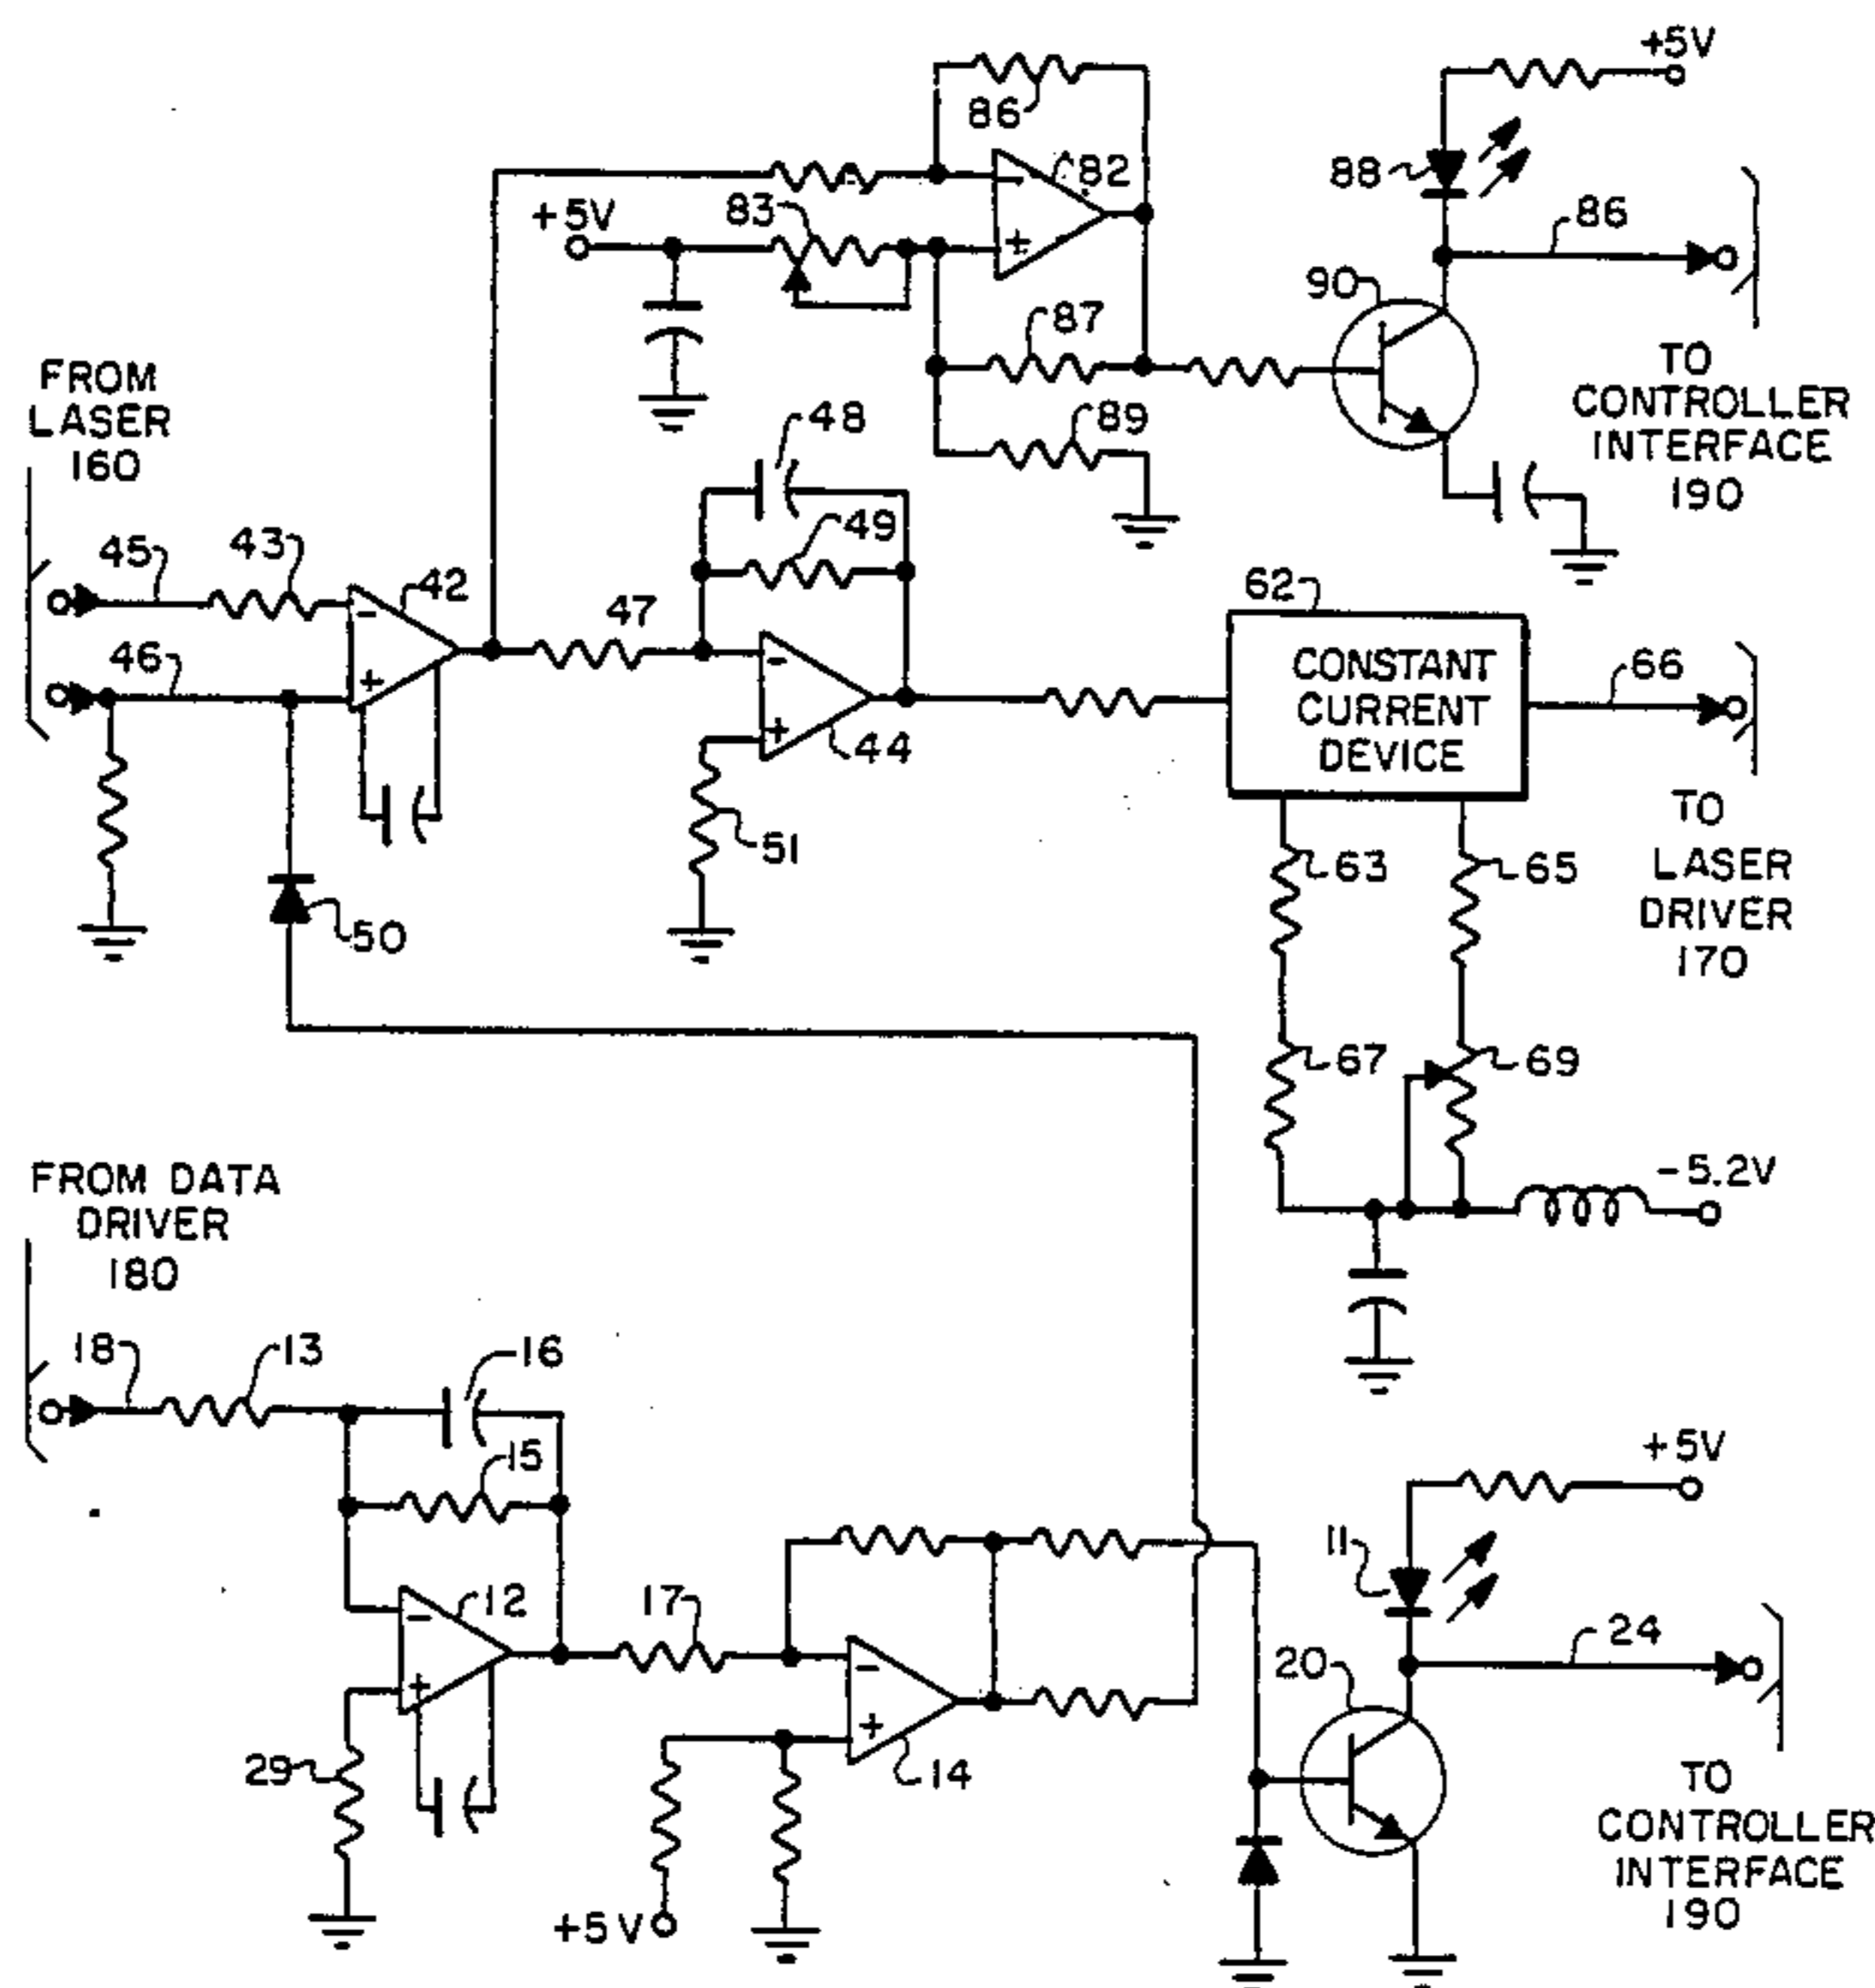 +5V
86
82
88
83
+5V
86
90
87
FROM
LASER
160
48
89
TO
CONTROLLER
INTERFACE
190
45
43
42
49
62
47
46
CONSTANT
CURRENT
DEVICE
66
44
51
50
63
65
TO
LASER
DRIVER
170
67
69
FROM DATA
DRIVER
180
-5.2V
18
13
16
15
+5V
11
12
17
24
20
29
14
TO
CONTROLLER
INTERFACE
190
+5V
-
+
-
+
-
+
-
+
-
+